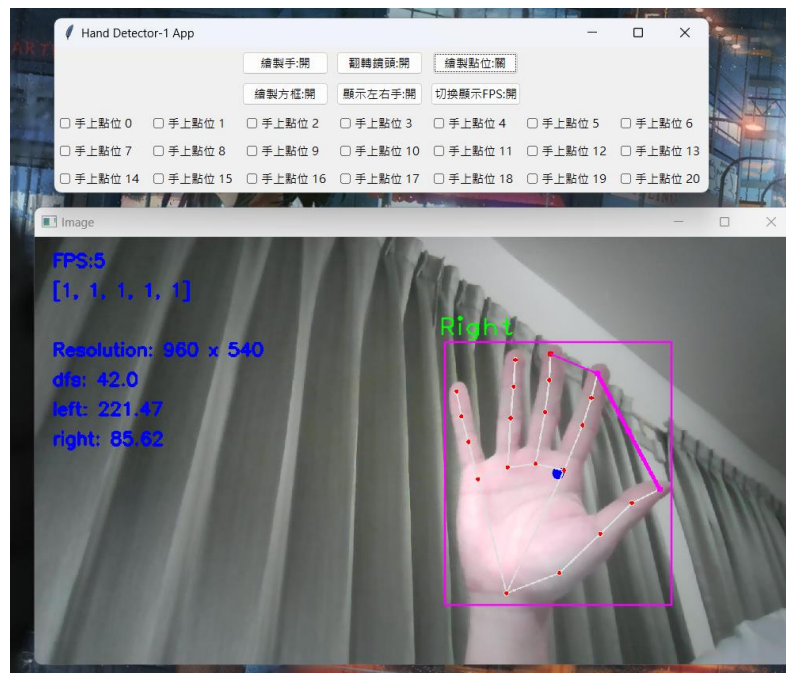 Hand Detector-1 App
繪製手:開 翻轉鏡頭:開 繪製點位:關
繪製方框:開 顯示左右手:開 切換顯示FPS:開
手上點位 0 手上點位 1 手上點位 2 手上點位 3 手上點位 4 手上點位 5 手上點位 6
手上點位 7 手上點位 8 手上點位 9 手上點位 10 手上點位 11 手上點位 12 手上點位 13
手上點位 14 手上點位 15 手上點位 16 手上點位 17 手上點位 18 手上點位 19 手上點位 20
Image
FPS:5
[1, 1, 1, 1, 1]
Right
Resolution: 960 x 540
dfs: 42.0
left: 221.47
right: 85.62